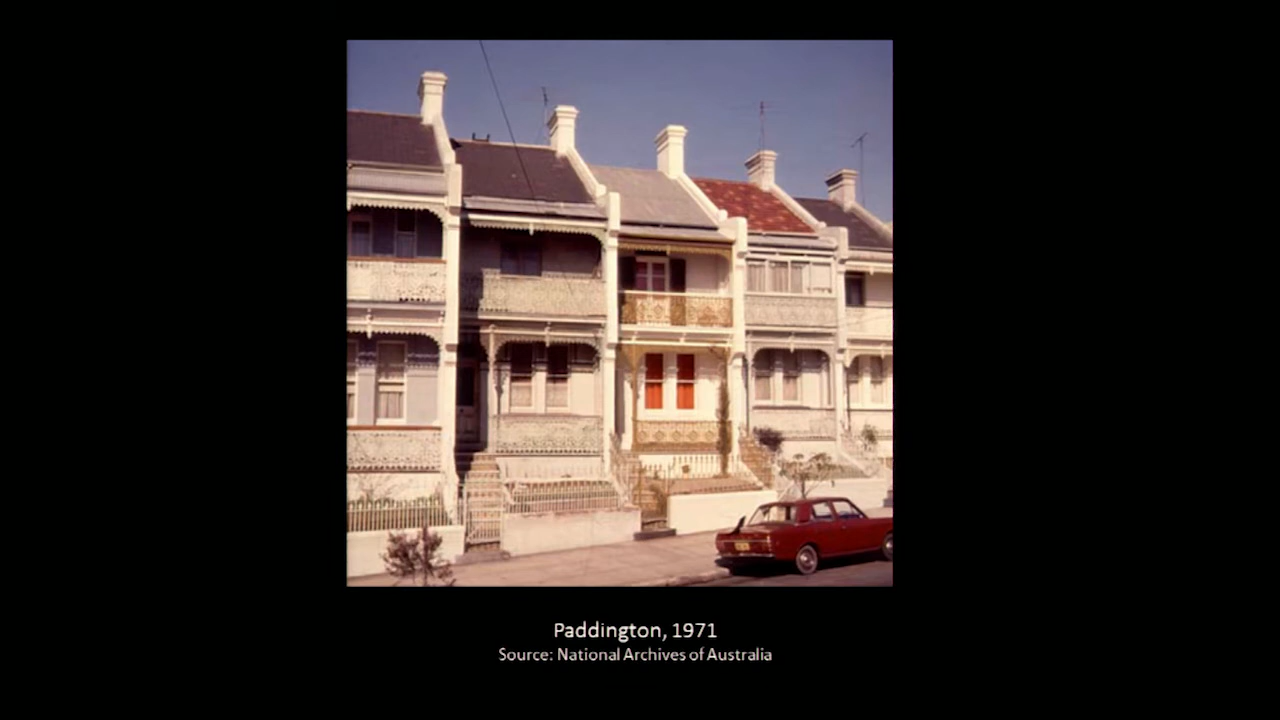 Paddington, 1971
Source: National Archives of Australia